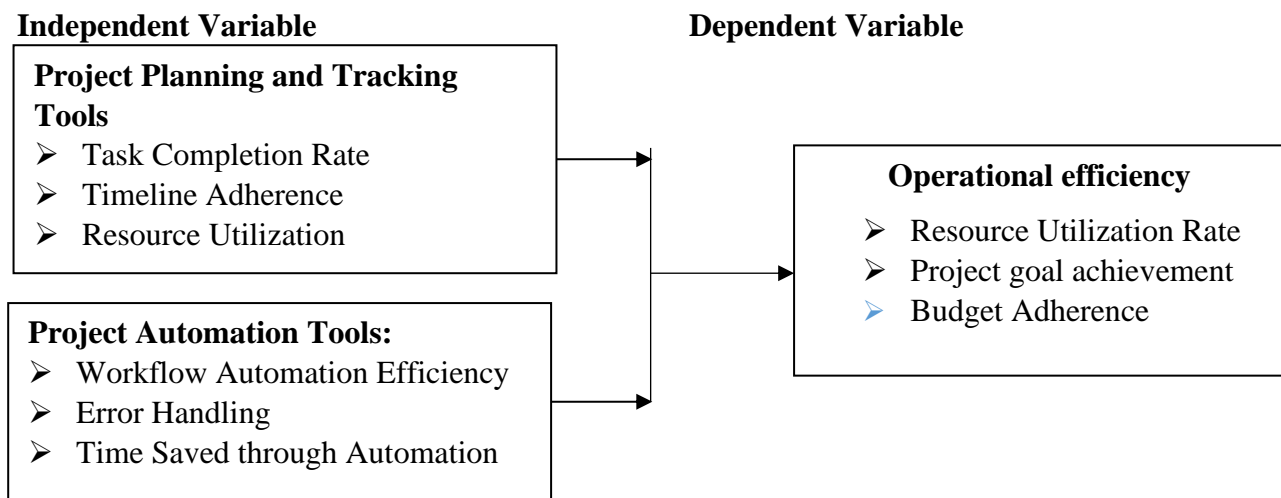 Independent Variable
Dependent Variable
Project Planning and Tracking
Tools
➢ Task Completion Rate
➢ Timeline Adherence
➢ Resource Utilization
Project Automation Tools:
➢ Workflow Automation Efficiency
➢ Error Handling
➢ Time Saved through Automation
Operational efficiency
➢ Resource Utilization Rate
➢ Project goal achievement
➢ Budget Adherence